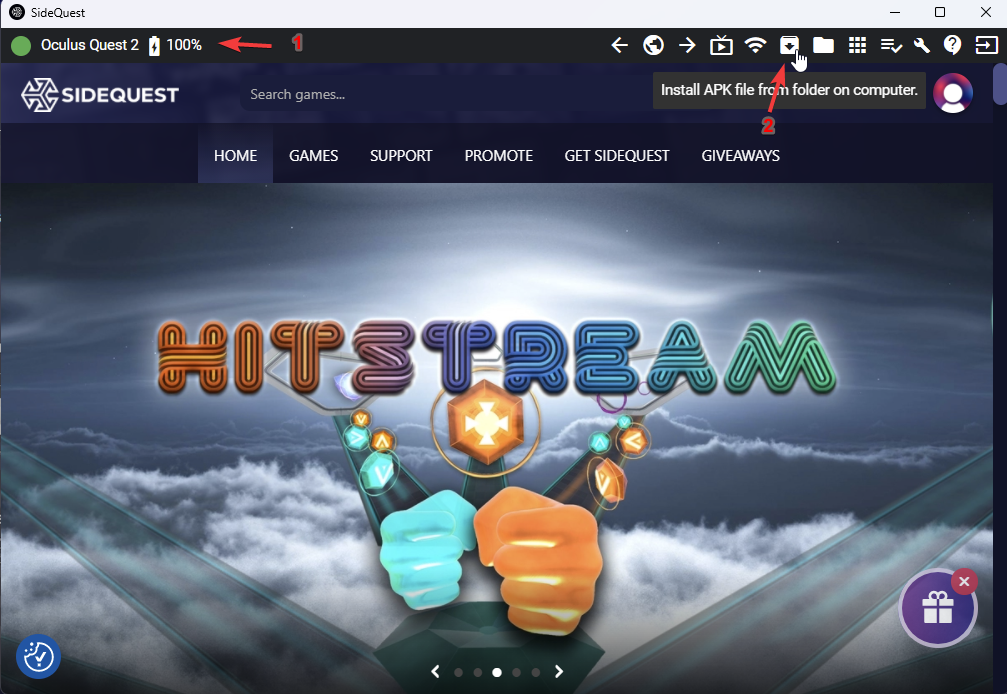 SideQuest
Oculus Quest 2 100%
1
SIDEQUEST
Search games...
Install APK file from folder on computer.
2
HOME GAMES SUPPORT PROMOTE GET SIDEQUEST GIVEAWAYS
HITSTREAM